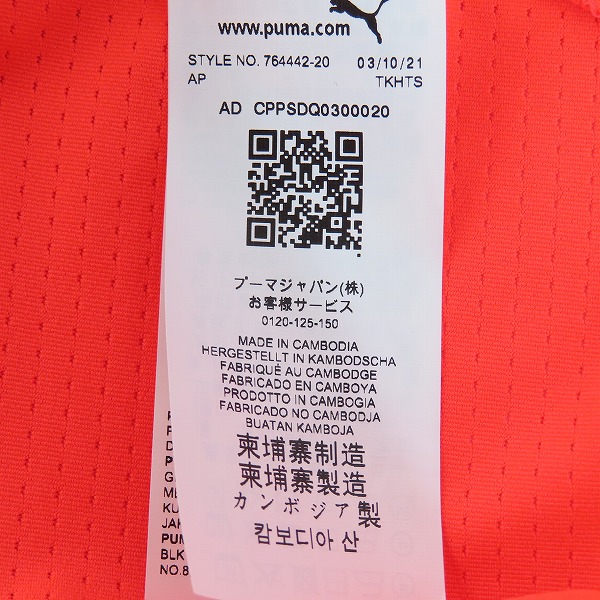 www.puma.com
STYLE NO. 764442-20 03/10/21
AP TKHTS
AD CPPSDQ0300020
プーマジャパン(株)
お客様サービス
0120-125-150
MADE IN CAMBODIA
HERGESTELLT IN KAMBODSCHA
FABRIQUÉ AU CAMBODGE
FABRICADO EN CAMBOYA
PRODOTTO IN CAMBOGIA
FABRICADO NO CAMBODJA
BUATAN KAMBOJA
柬埔寨制造
柬埔寨製造
カンボジア製
캄보디아 산
BLK
NO.8